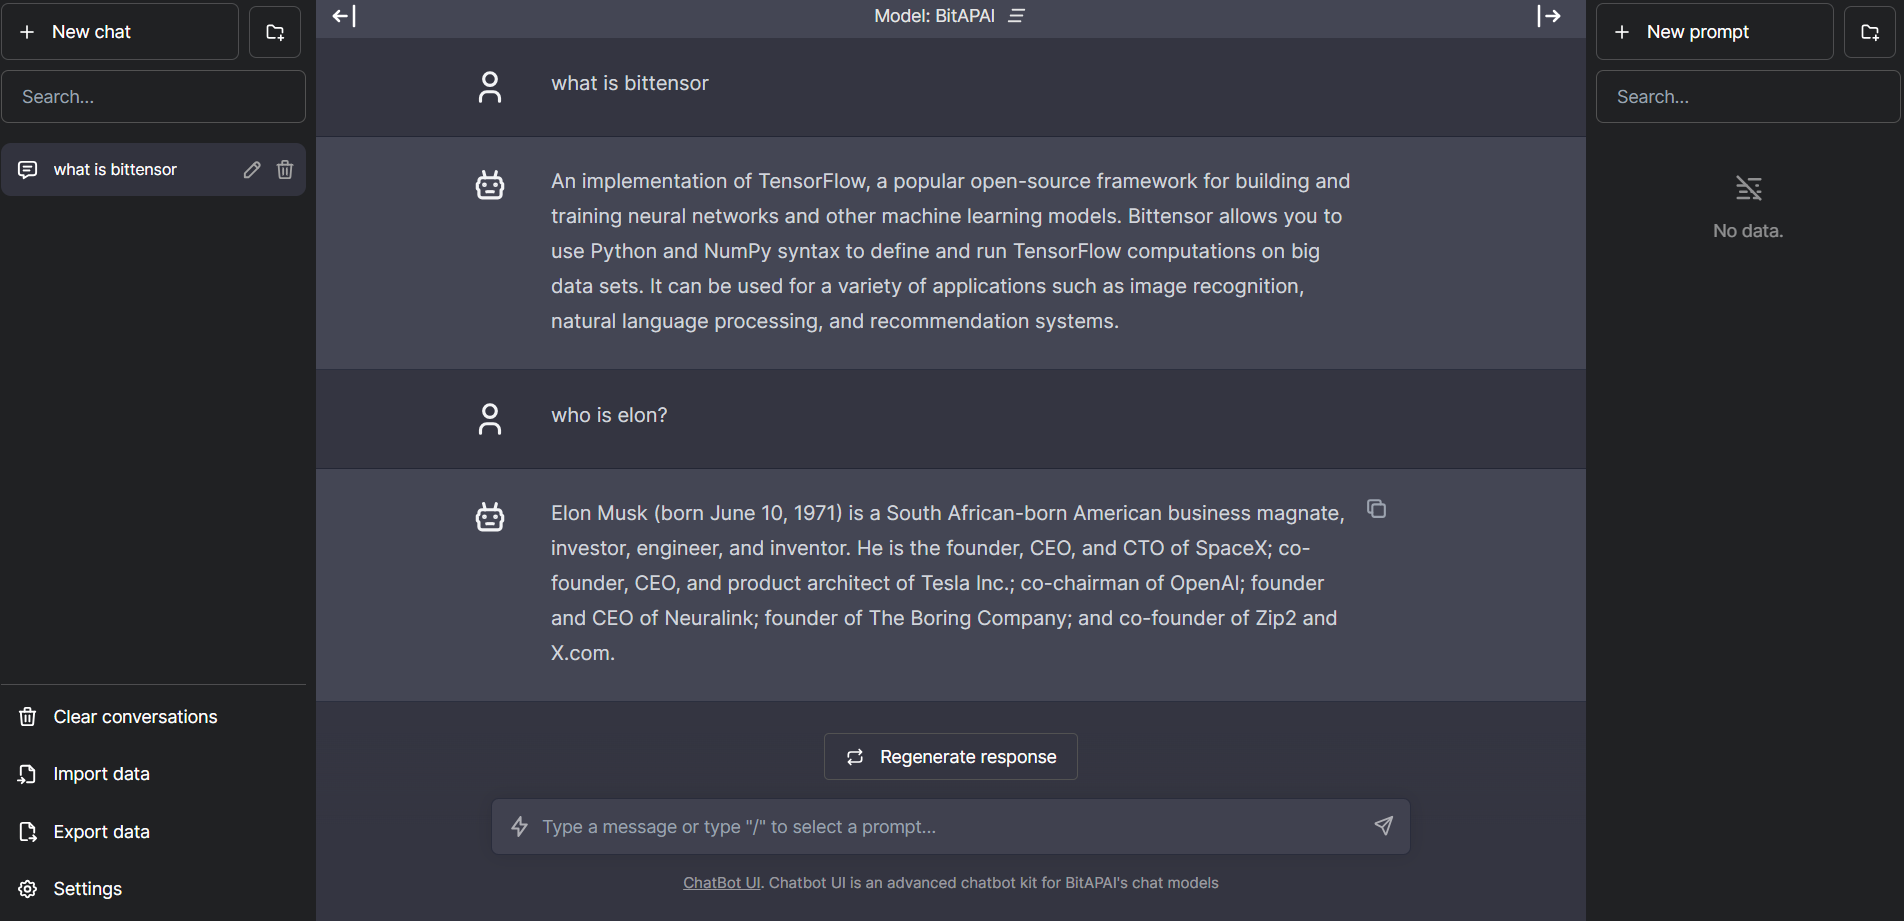 New chat
Search...
what is bittensor
Clear conversations
Import data
Export data
Settings
Model: BitAPAI
what is bittensor
An implementation of TensorFlow, a popular open-source framework for building and
training neural networks and other machine learning models. Bittensor allows you to
use Python and NumPy syntax to define and run TensorFlow computations on big
data sets. It can be used for a variety of applications such as image recognition,
natural language processing, and recommendation systems.
who is elon?
Elon Musk (born June 10, 1971) is a South African-born American business magnate,
investor, engineer, and inventor. He is the founder, CEO, and CTO of SpaceX; co-
founder, CEO, and product architect of Tesla Inc.; co-chairman of OpenAI; founder
and CEO of Neuralink; founder of The Boring Company; and co-founder of Zip2 and
X.com.
Regenerate response
Type a message or type "/" to select a prompt...
ChatBot UI. Chatbot UI is an advanced chatbot kit for BitAPAI's chat models
New prompt
Search...
No data.